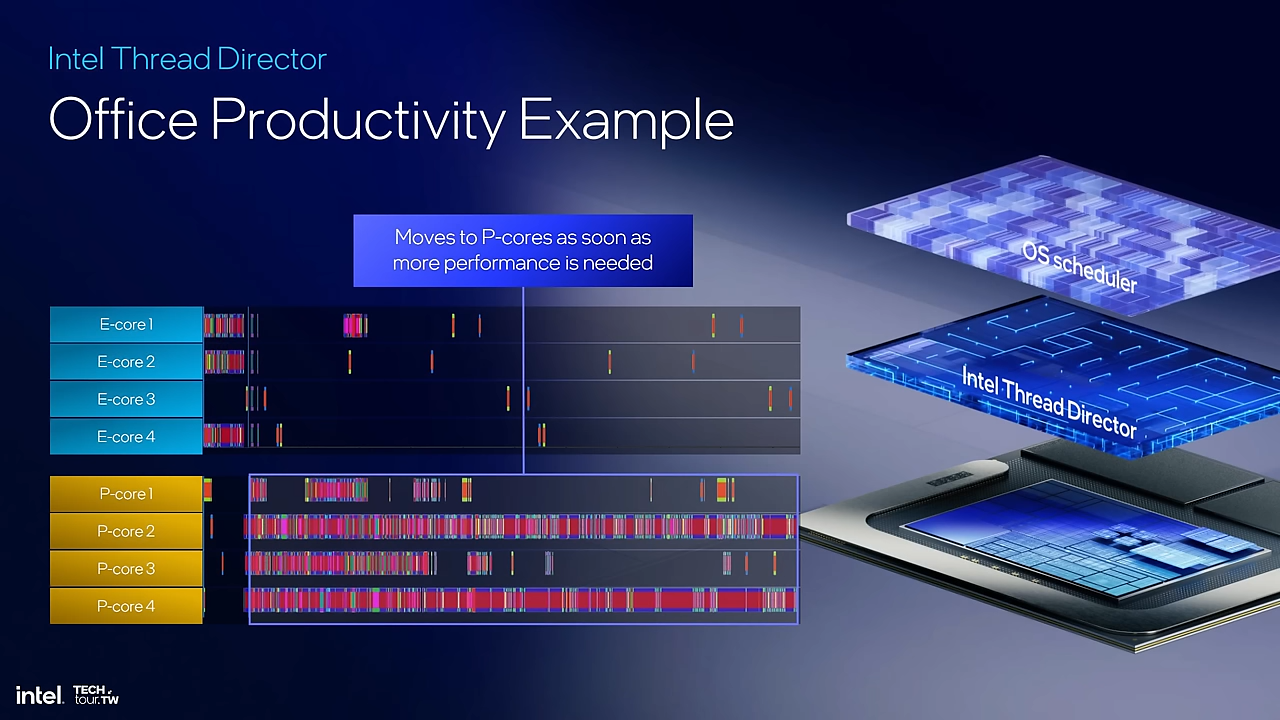 Intel Thread Director
Office Productivity Example
Moves to P-cores as soon as
more performance is needed
E-core 1
E-core 2
E-core 3
E-core 4
P-core 1
P-core 2
P-core 3
P-core 4
OS scheduler
Intel Thread Director
intel.
TECH
tour.TW